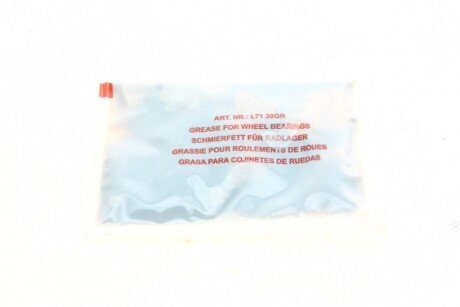 ART. NR.: L71 20GR
GREASE FOR WHEEL BEARINGS
SCHMIERFETT FÜR RADLAGER
GRASSIE POUR ROULEMENTS DE ROUES
GRASA PARA COJINETES DE RUEDAS